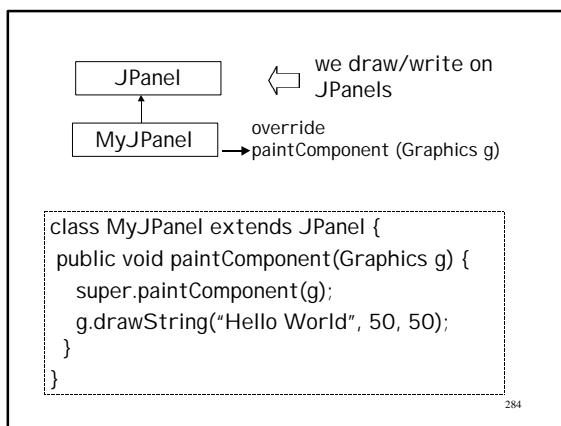 JPanel
we draw/write on
JPanels
MyJPanel
override
paintComponent (Graphics g)
class MyJPanel extends JPanel {
public void paintComponent(Graphics g) {
super.paintComponent(g);
g.drawString(“Hello World”, 50, 50);
}
}
284